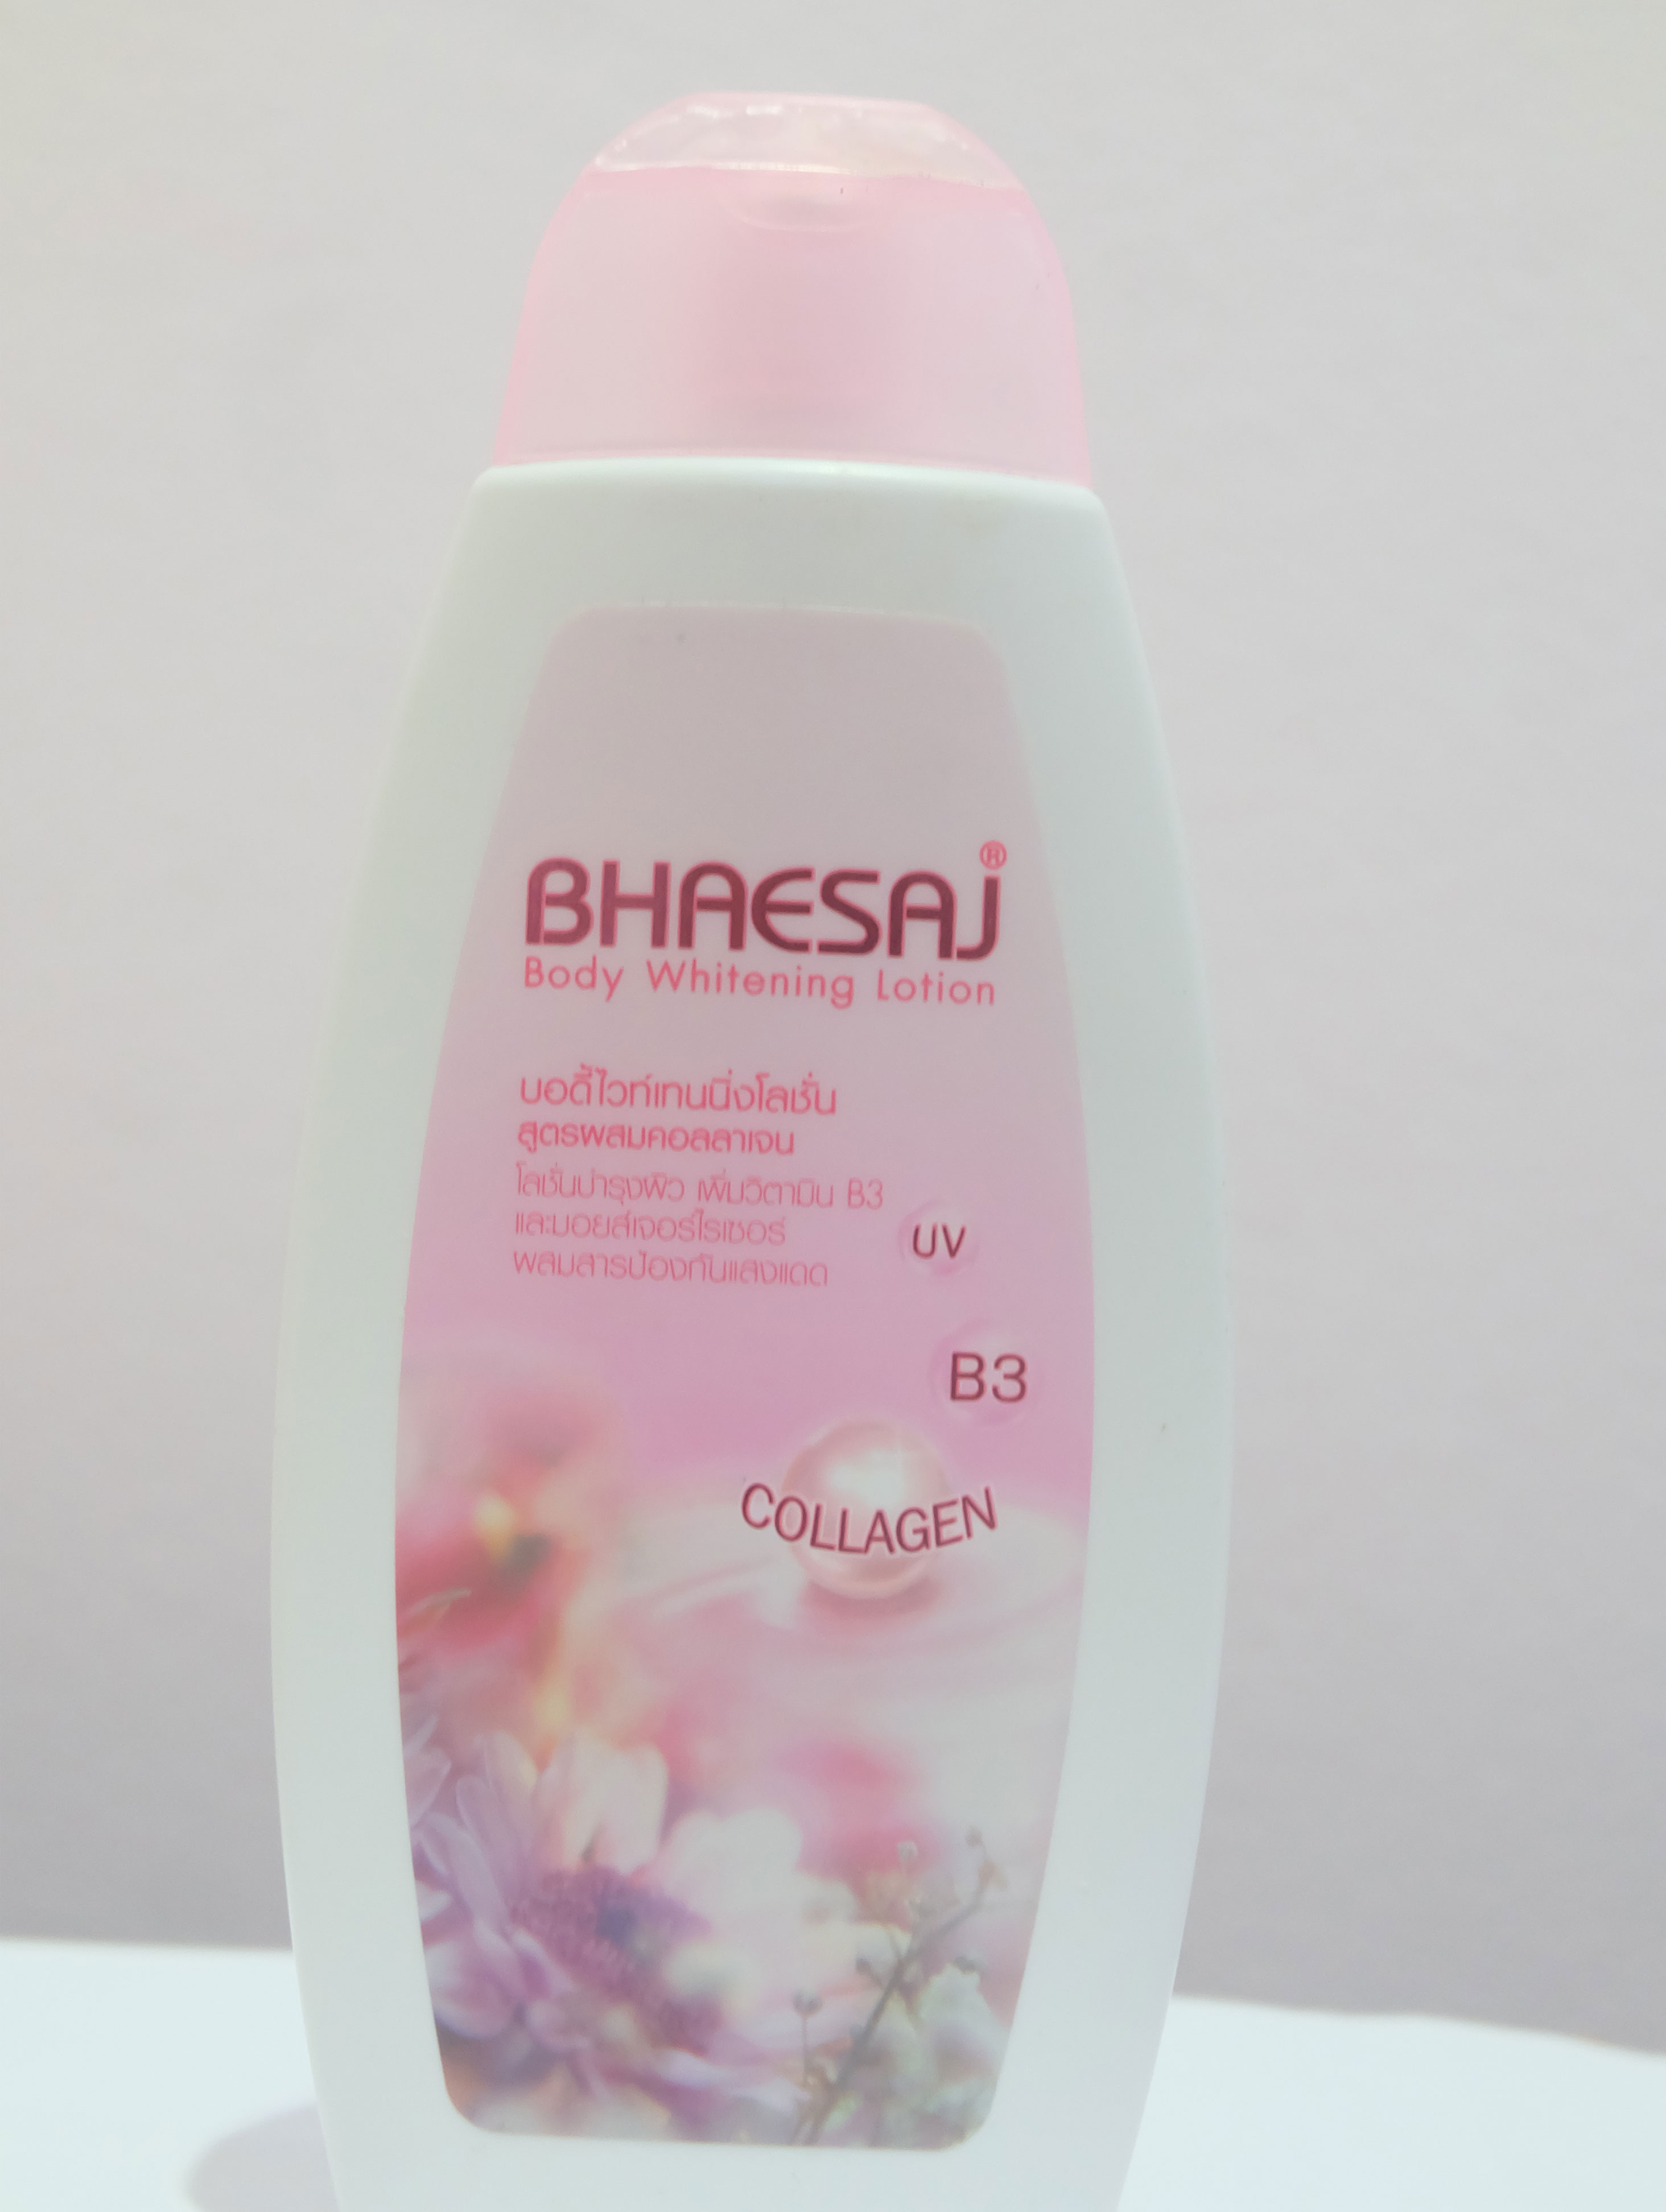 BHAESAJ®
Body Whitening Lotion
บอดี้ไวท์เทนนิ่งโลชั่น
สูตรผสมคอลลาเจน
โลชั่นบำรุงผิว เพิ่มวิตามิน B3
และมอยส์เจอร์ไรเซอร์
ผสมสารป้องกันแสงแดด
UV
B3
COLLAGEN